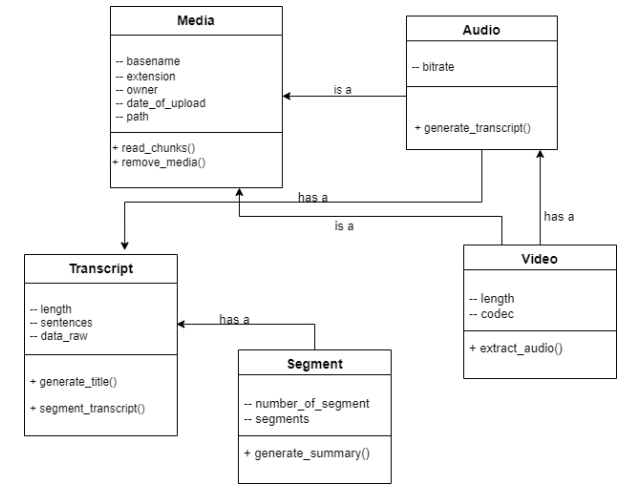 Media
-- basename
-- extension
-- owner
-- date_of_upload
-- path
+ read_chunks()
+ remove_media()
Audio
-- bitrate
+ generate_transcript()
is a
has a
is a
has a
Transcript
-- length
-- sentences
-- data_raw
+ generate_title()
+ segment_transcript()
has a
Segment
-- number_of_segment
-- segments
+ generate_summary()
Video
-- length
-- codec
+ extract_audio()